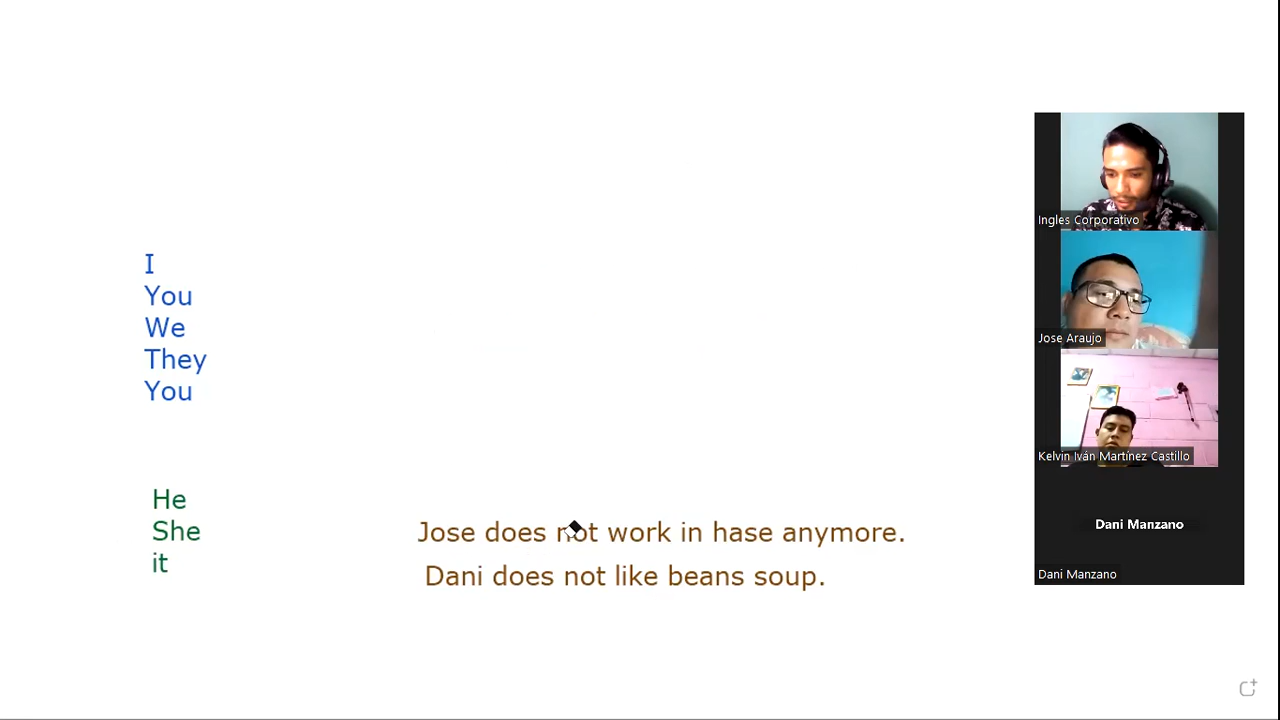 I
You
We
They
You
He
She
it
Jose does not work in hase anymore.
Dani does not like beans soup.
Ingles Corporativo
Jose Araujo
Kelvin Iván Martínez Castillo
Dani Manzano
Dani Manzano